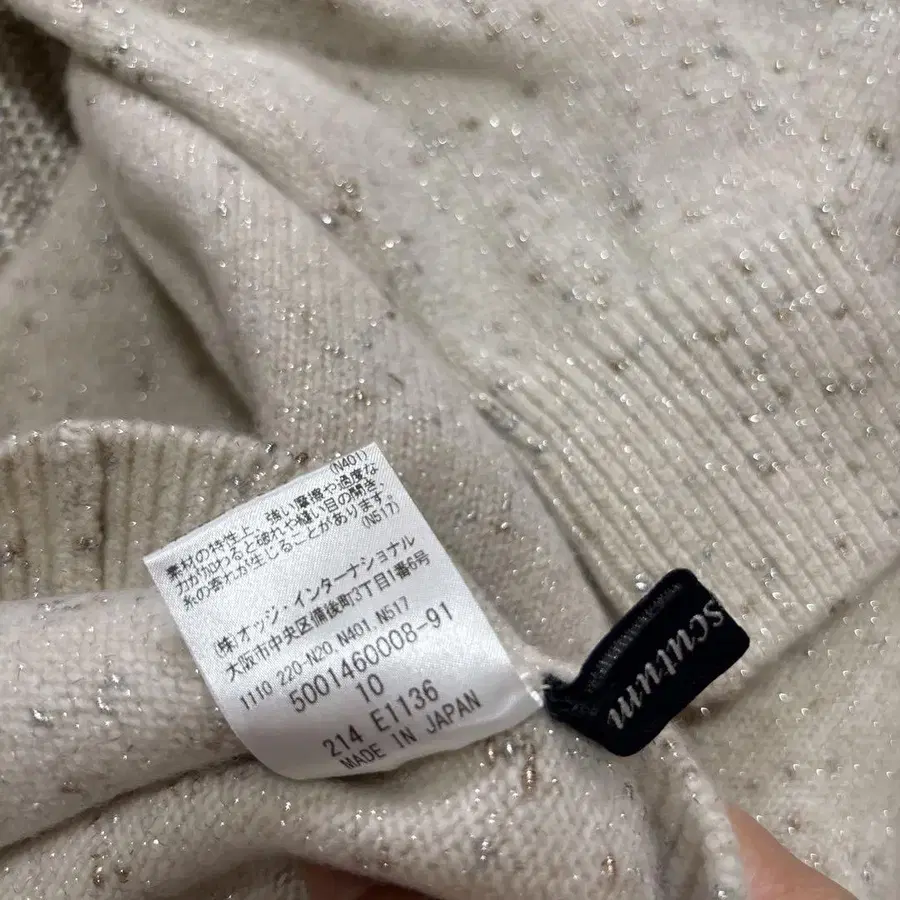 (N401)
素材の特性上、強い摩擦や過度な
力が加わると破れや縫い目の開き、
糸の寄れが生じることがあります。
(N517)
(株)オッジ・インターナショナル
大阪市中央区備後町3丁目1番6号
1110 220-N20,N401,N517
5001460008-91
10
214 E1136
MADE IN JAPAN
scutum